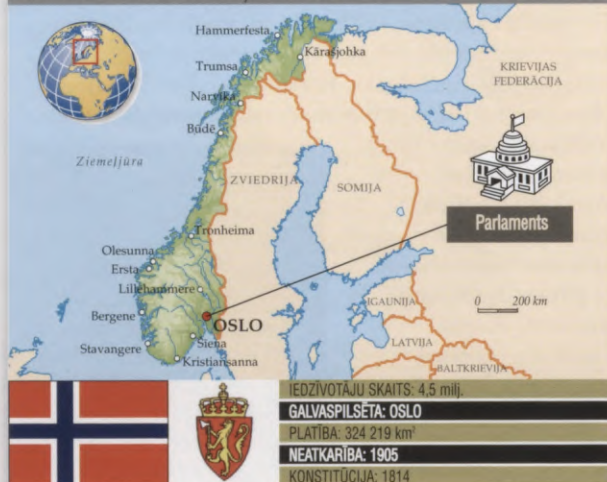 Hammerfesta
Kārasjohka
Trumsa
KRIEVIJAS
FEDERĀCIJA
Narvika
Būdē
Ziemeļjūra
ZVIEDRIJA
SOMIJA
Parlaments
Tronheima
Olesunna
Ersta
Lillehammere
IGAUNIJA
0 200 km
Bergene
OSLO
Stavangere
Siena
LATVIJA
Kristiansanna
BALTKRIEVIJA
IEDZĪVOTĀJU SKAITS: 4,5 milj.
GALVASPILSĒTA: OSLO
PLATĪBA: 324 219 km²
NEATKARĪBA: 1905
KONSTITŪCIJA: 1814